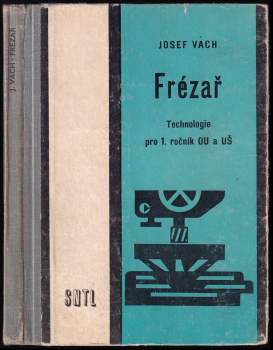 J. VACH - FRÉZAŘ
JOSEF VACH
Frézař
Technologie
pro 1. ročník OU a UŠ
SNTL